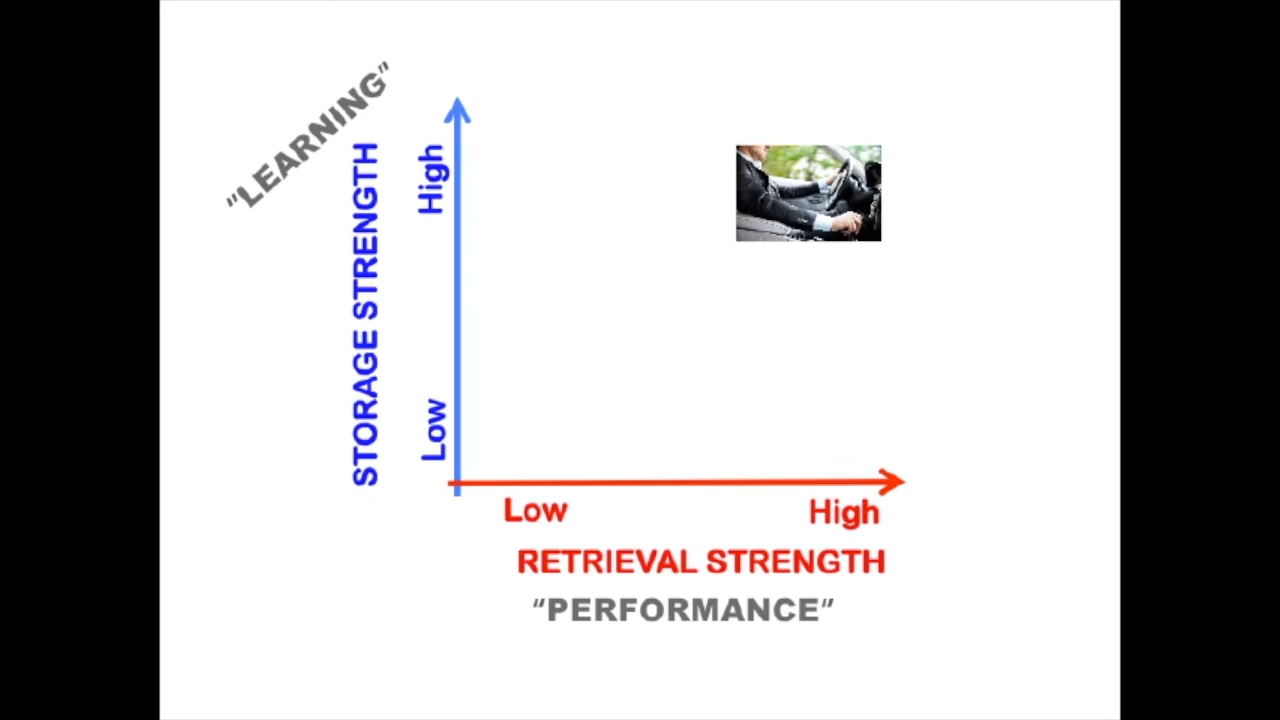 "LEARNING"
STORAGE STRENGTH
High
Low
Low
High
RETRIEVAL STRENGTH
"PERFORMANCE"